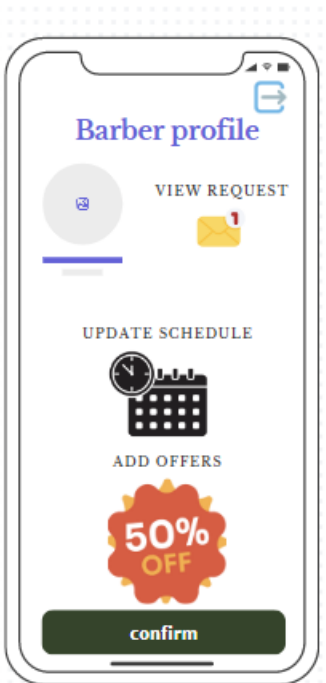 Barber profile
VIEW REQUEST
1
UPDATE SCHEDULE
ADD OFFERS
50%
OFF
confirm